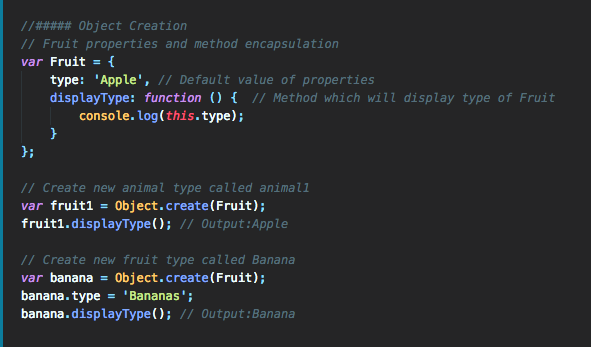 //##### Object Creation
// Fruit properties and method encapsulation
var Fruit = {
    type: 'Apple', // Default value of properties
    displayType: function () {  // Method which will display type of Fruit
        console.log(this.type);
    }
};
// Create new animal type called animal1
var fruit1 = Object.create(Fruit);
fruit1.displayType(); // Output:Apple
// Create new fruit type called Banana
var banana = Object.create(Fruit);
banana.type = 'Bananas';
banana.displayType(); // Output:Banana